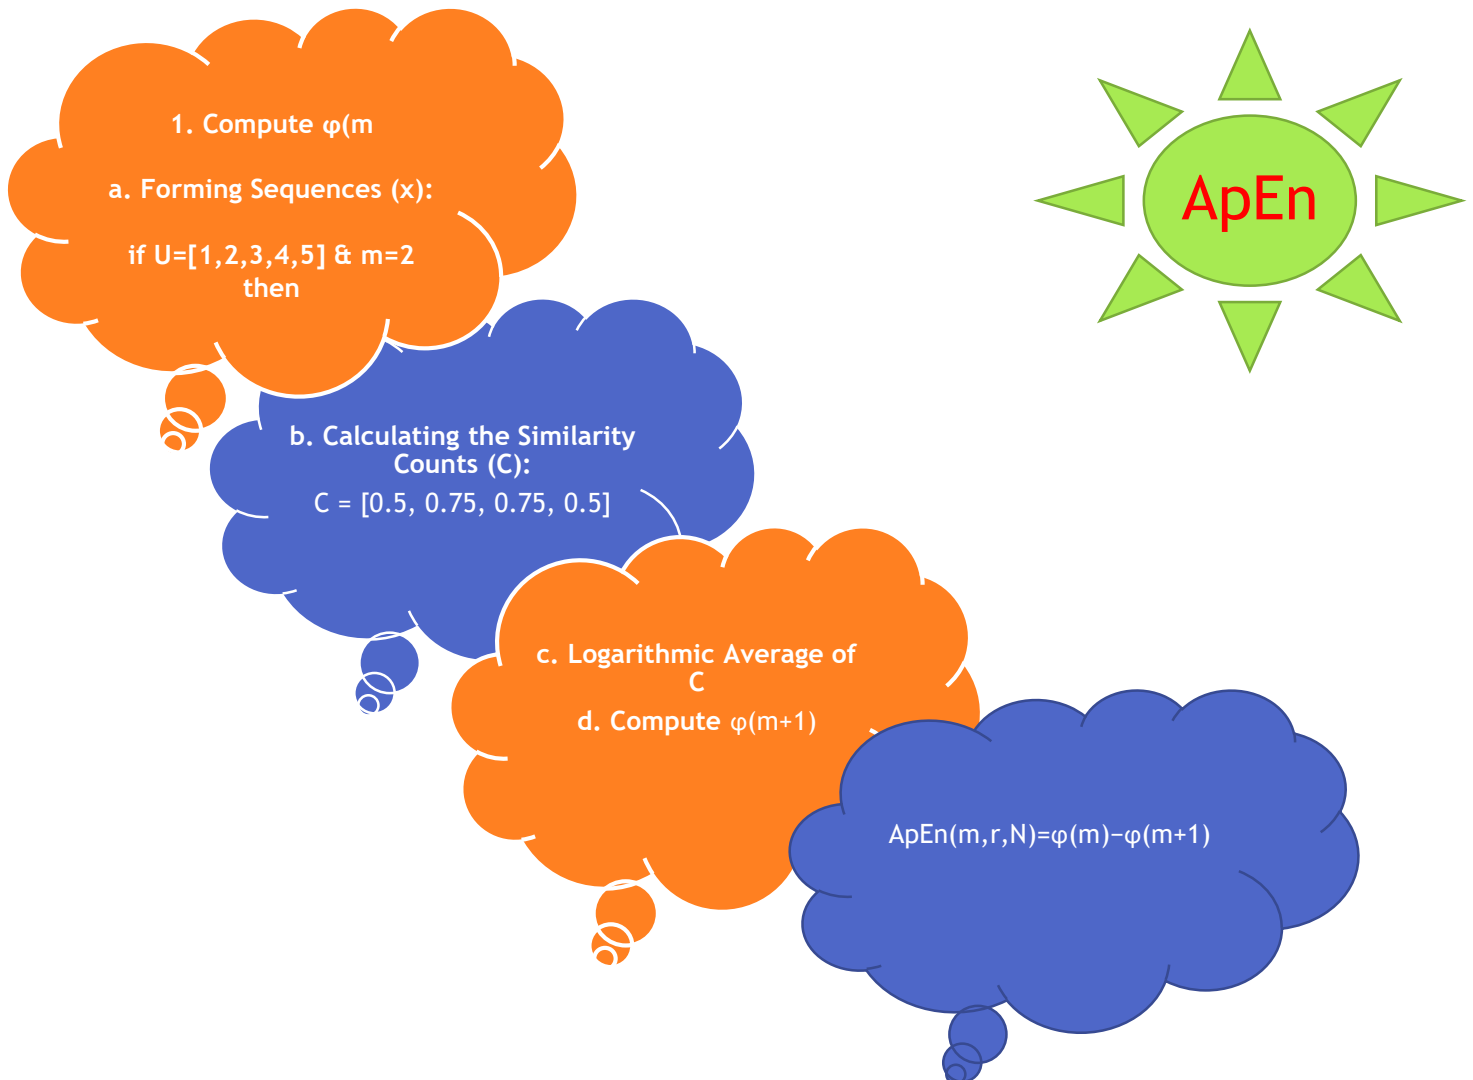 1. Compute φ(m
a. Forming Sequences (x):
if U=[1,2,3,4,5] & m=2
then
ApEn
b. Calculating the Similarity
Counts (C):
C = [0.5, 0.75, 0.75, 0.5]
c. Logarithmic Average of
C
d. Compute φ(m+1)
ApEn(m,r,N)=φ(m)−φ(m+1)